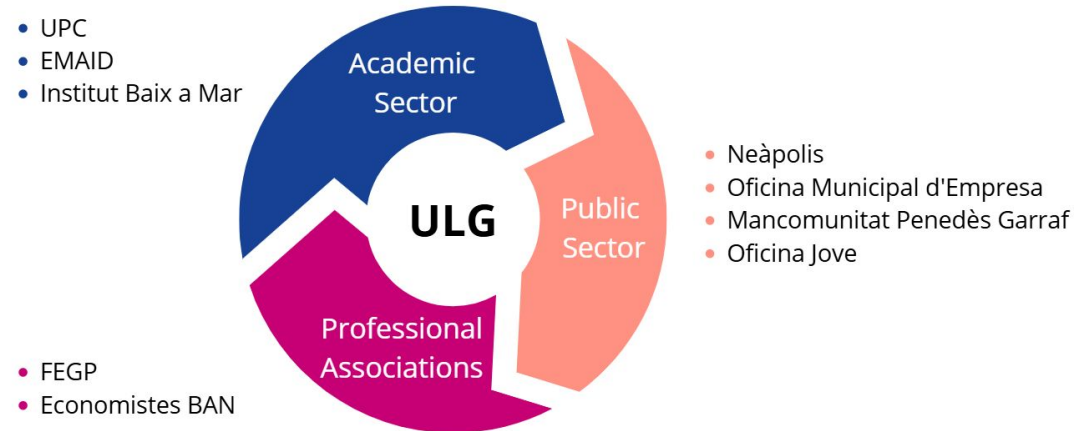 UPC
EMAID
Institut Baix a Mar
Academic
Sector
Neàpolis
Oficina Municipal d'Empresa
Mancomunitat Penedès Garraf
Oficina Jove
Public
Sector
ULG
Professional
Associations
FEGP
Economistes BAN